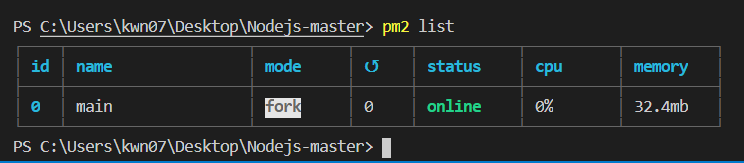 PS C:\Users\kwn07\Desktop\Nodejs-master> pm2 list
id name mode ↺ status cpu memory
0 main fork 0 online 0% 32.4mb
PS C:\Users\kwn07\Desktop\Nodejs-master>